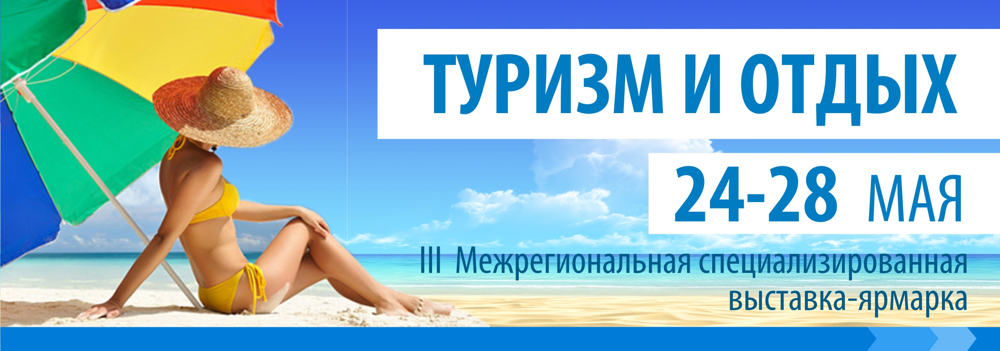 ТУРИЗМ И ОТДЫХ
24-28 МАЯ
III Межрегиональная специализированная
выставка-ярмарка